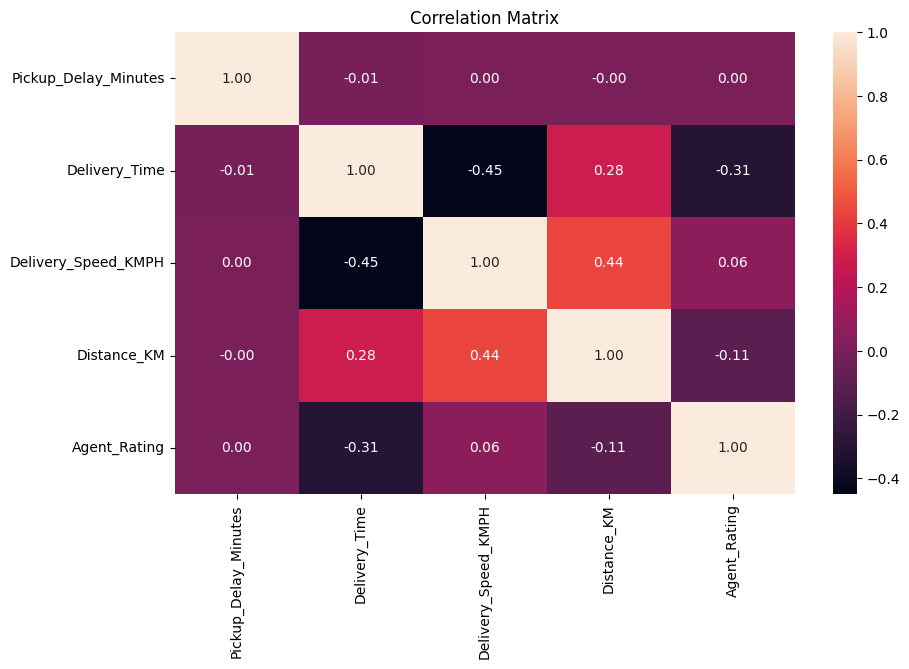 Correlation Matrix
Pickup_Delay_Minutes 1.00 -0.01 0.00 -0.00 0.00
Delivery_Time -0.01 1.00 -0.45 0.28 -0.31
Delivery_Speed_KMPH 0.00 -0.45 1.00 0.44 0.06
Distance_KM -0.00 0.28 0.44 1.00 -0.11
Agent_Rating 0.00 -0.31 0.06 -0.11 1.00
Pickup_Delay_Minutes
Delivery_Time
Delivery_Speed_KMPH
Distance_KM
Agent_Rating
1.0
0.8
0.6
0.4
0.2
0.0
−0.2
−0.4